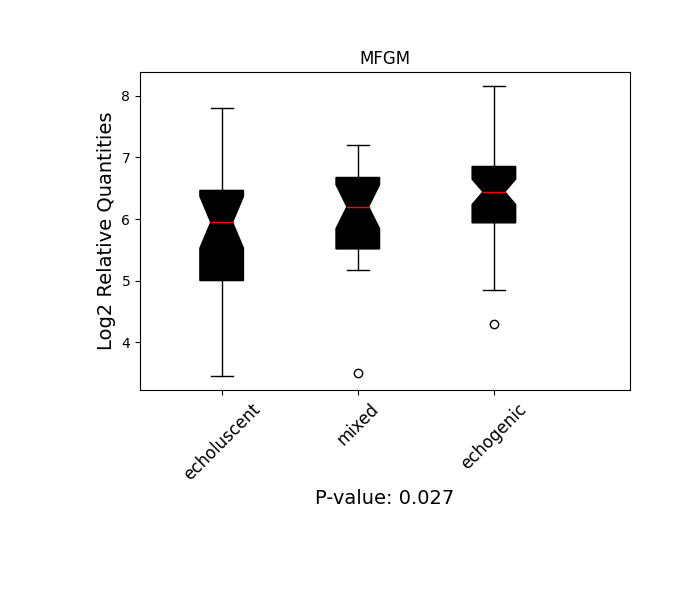 MFGM
Log2 Relative Quantities
8
7
6
5
4
echoluscent
mixed
echogenic
P-value: 0.027